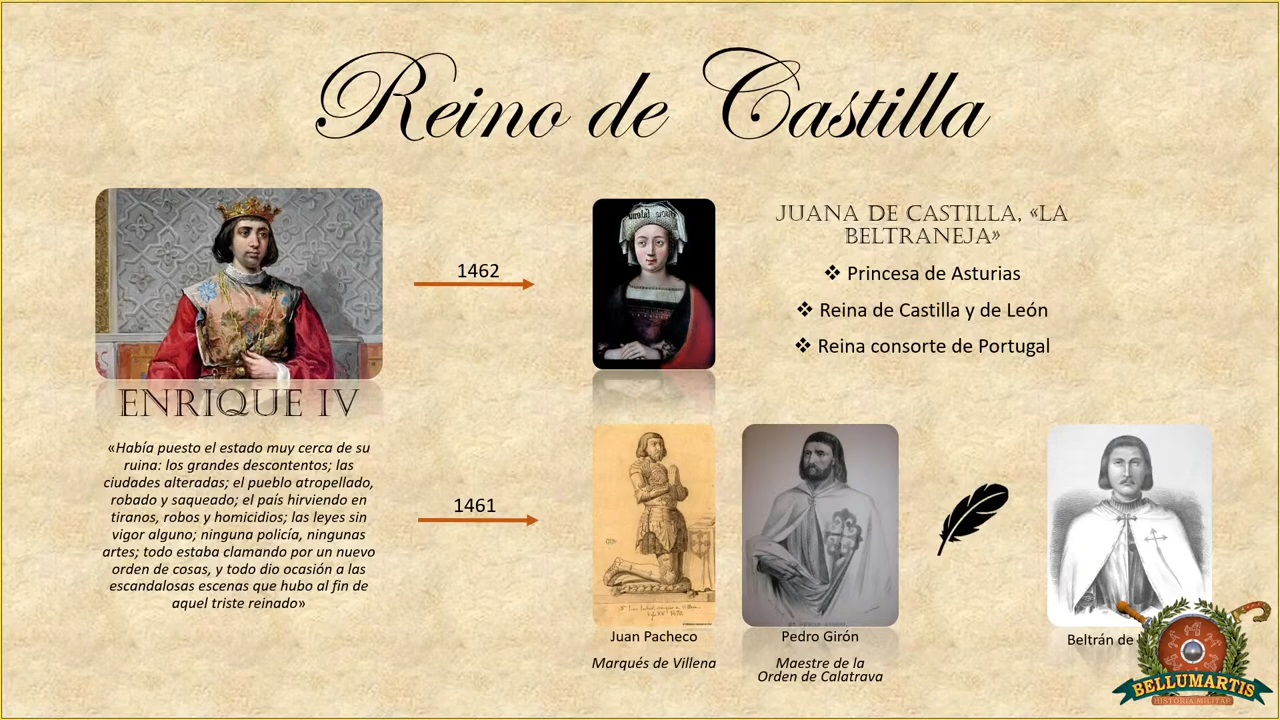 Reino de Castilla
1462
JUANA DE CASTILLA, «LA
BELTRANEJA»
❖ Princesa de Asturias
❖ Reina de Castilla y de León
❖ Reina consorte de Portugal
ENRIQUE IV
«Había puesto el estado muy cerca de su
ruina: los grandes descontentos; las
ciudades alteradas; el pueblo atropellado,
robado y saqueado; el país hirviendo en
tiranos, robos y homicidios; las leyes sin
vigor alguno; ninguna policía, ningunas
artes; todo estaba clamando por un nuevo
orden de cosas, y todo dio ocasión a las
escandalosas escenas que hubo al fin de
aquel triste reinado»
1461
Juan Pacheco
Marqués de Villena
Pedro Girón
Maestre de la
Orden de Calatrava
Beltrán de
BELLUMARTIS
HISTORIA MILITAR